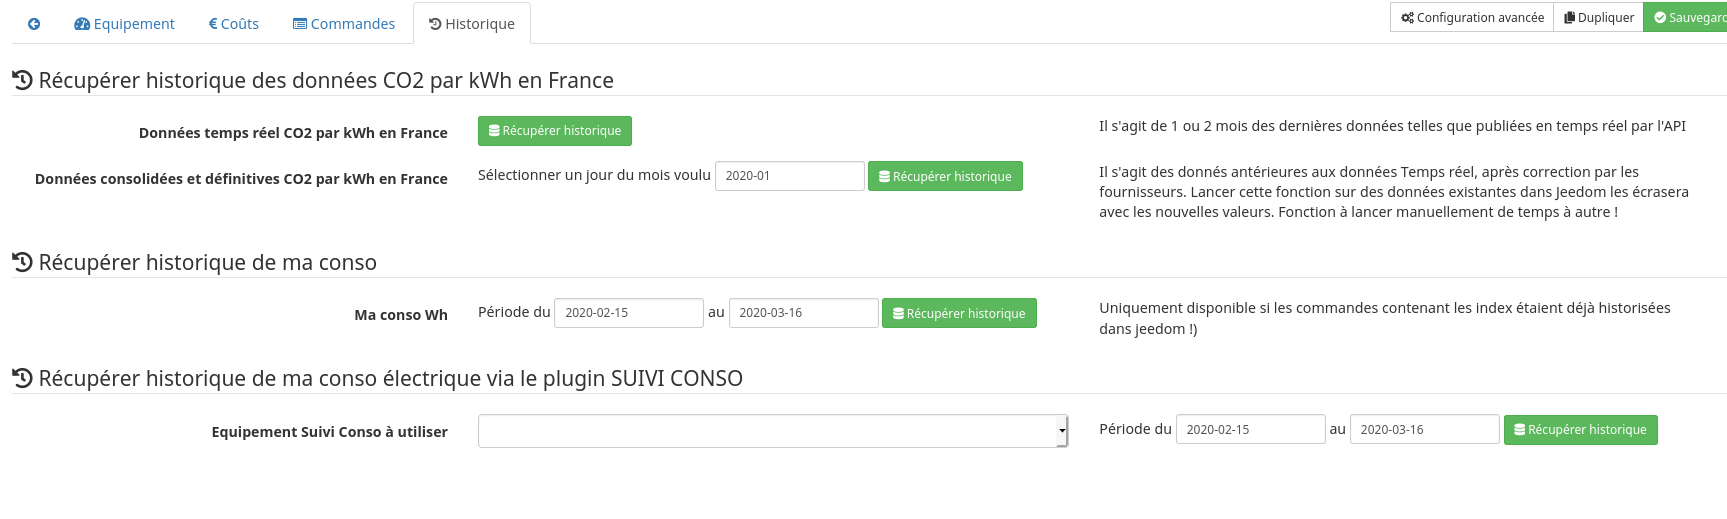 Equipement € Coûts Commandes Historique Configuration avancée Dupliquer Sauvegard
Récupérer historique des données CO2 par kWh en France
Données temps réel CO2 par kWh en France Récupérer historique Il s'agit de 1 ou 2 mois des dernières données telles que publiées en temps réel par l'API
Données consolidées et définitives CO2 par kWh en France Sélectionner un jour du mois voulu 2020-01 Récupérer historique Il s'agit des donnés antérieures aux données Temps réel, après correction par les
fournisseurs. Lancer cette fonction sur des données existantes dans Jeedom les écrasera
avec les nouvelles valeurs. Fonction à lancer manuellement de temps à autre !
Récupérer historique de ma conso
Ma conso Wh Période du 2020-02-15 au 2020-03-16 Récupérer historique Uniquement disponible si les commandes contenant les index étaient déjà historisées
dans jeedom !)
Récupérer historique de ma conso électrique via le plugin SUIVI CONSO
Equipement Suivi Conso à utiliser Période du 2020-02-15 au 2020-03-16 Récupérer historique